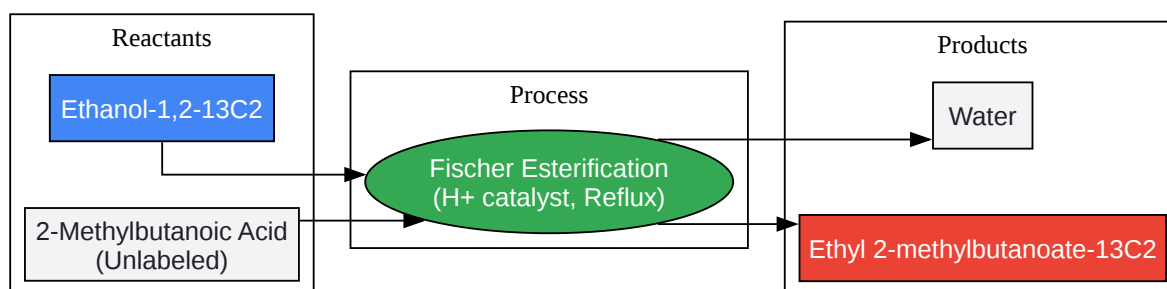 Reactants
Ethanol-1,2-13C2
2-Methylbutanoic Acid
(Unlabeled)
Process
Fischer Esterification
(H+ catalyst, Reflux)
Products
Water
Ethyl 2-methylbutanoate-13C2